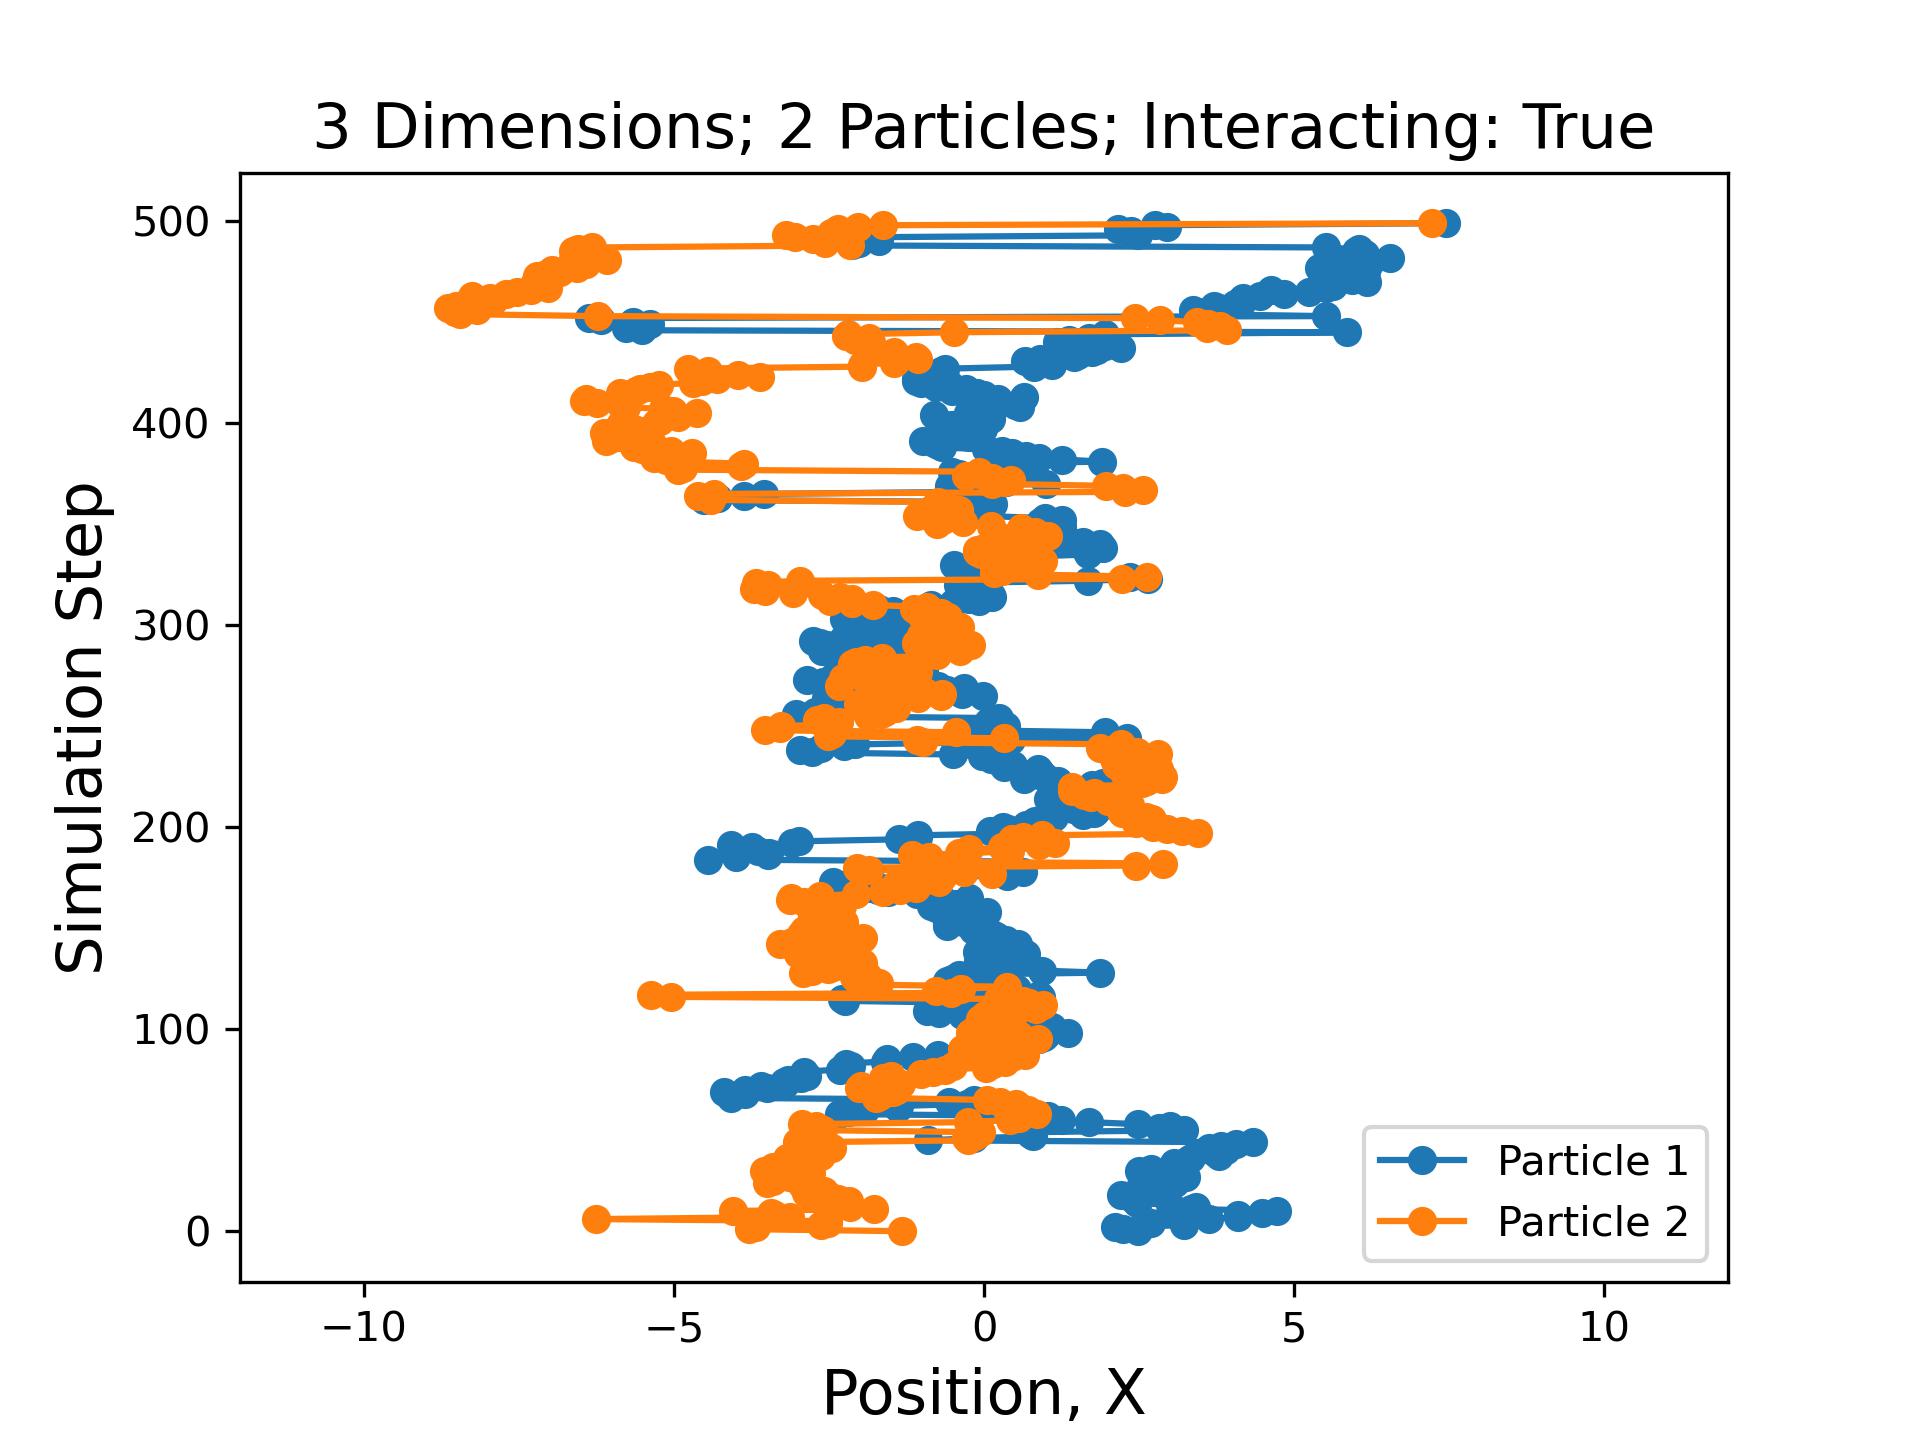 3 Dimensions; 2 Particles; Interacting: True
Simulation Step
500
400
300
200
100
0
−10
−5
0
5
10
Position, X
Particle 1
Particle 2